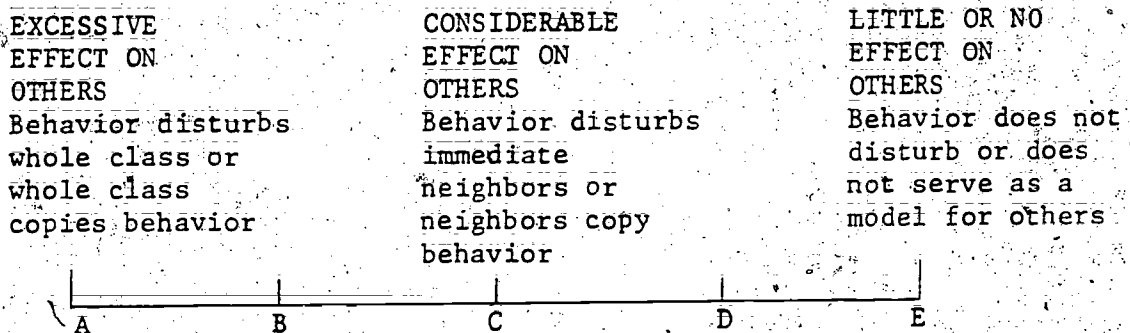 EXCESSIVE
EFFECT ON
OTHERS
Behavior disturbs
whole class or
whole class
copies behavior
CONSIDERABLE
EFFECT ON
OTHERS
Behavior disturbs
immediate
neighbors or
neighbors copy
behavior
LITTLE OR NO
EFFECT ON
OTHERS
Behavior does not
disturb or does
not serve as a
model for others
A B C D E